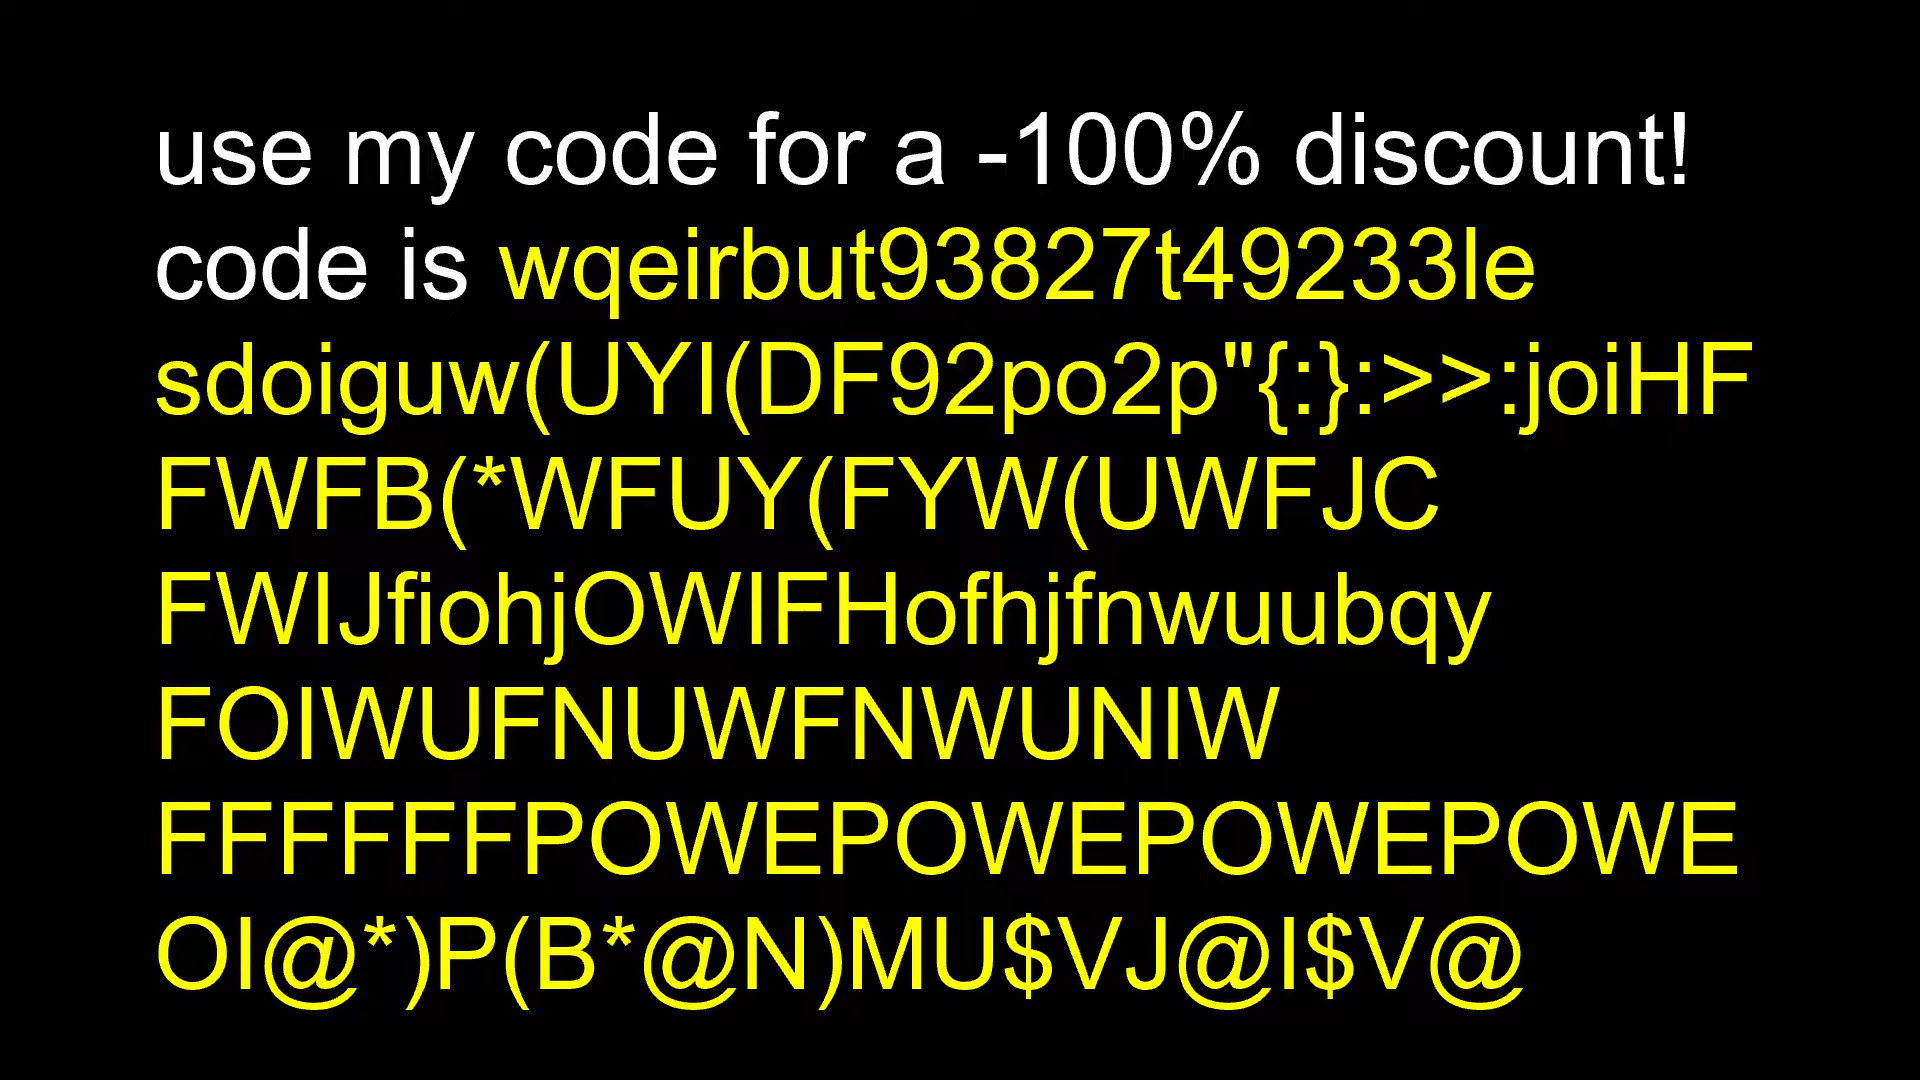 use my code for a -100% discount!
code is wqeirbut93827t49233le
sdoiguw(UYI(DF92po2p"{:}:>>:joiHF
FWFB(*WFUY(FYW(UWFJC
FWIJfiohjOWIFHofhjfnwuubqy
FOIWUFNUWFNWUNIW
FFFFFFPOWEPOWEPOWEPOWE
OI@*)P(B*@N)MU$VJ@I$V@